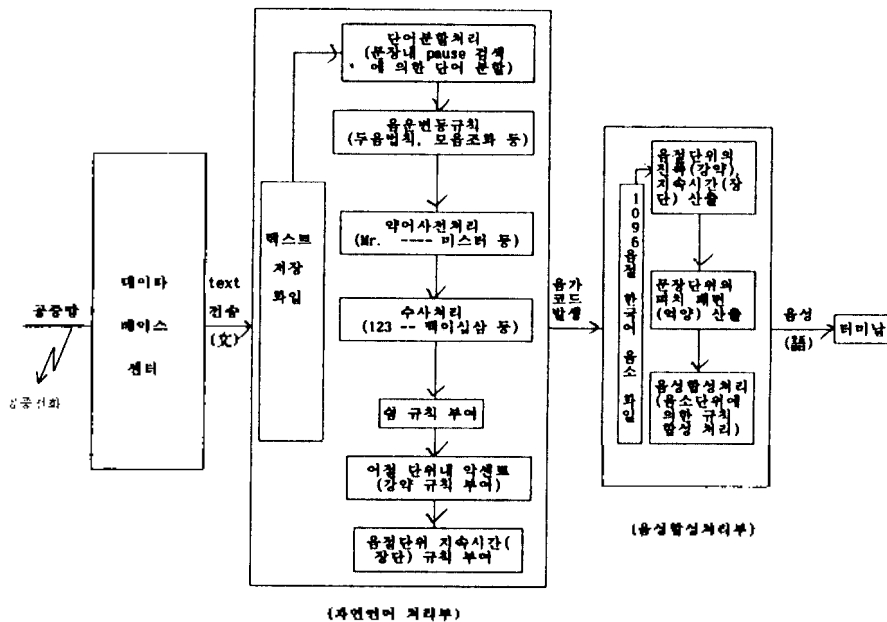 공중망
공중전화
데이타
베이스
센터
text
전송
(文)
텍스트
저장
화일
단어분할처리
(문장내 pause 검색
에 의한 단어 분할)
음운변동규칙
(두음법칙, 모음조화 등)
약어사전처리
(Mr. ---- 미스터 등)
수사처리
(123 -- 백이십삼 등)
쉼 규칙 부여
어절 단위내 악센트
(강약 규칙 부여)
음절단위 지속시간(
장단) 규칙 부여
(자연언어 처리부)
음가
코드
발생
1096음절 한국어 음소 화일
음절단위의
진폭(강약),
지속시간(장
단) 산출
문장단위의
피치 패턴
(억양) 산출
음성합성처리
(음소단위에
의한 규칙
합성 처리)
(음성합성처리부)
음성
(語)
터미날